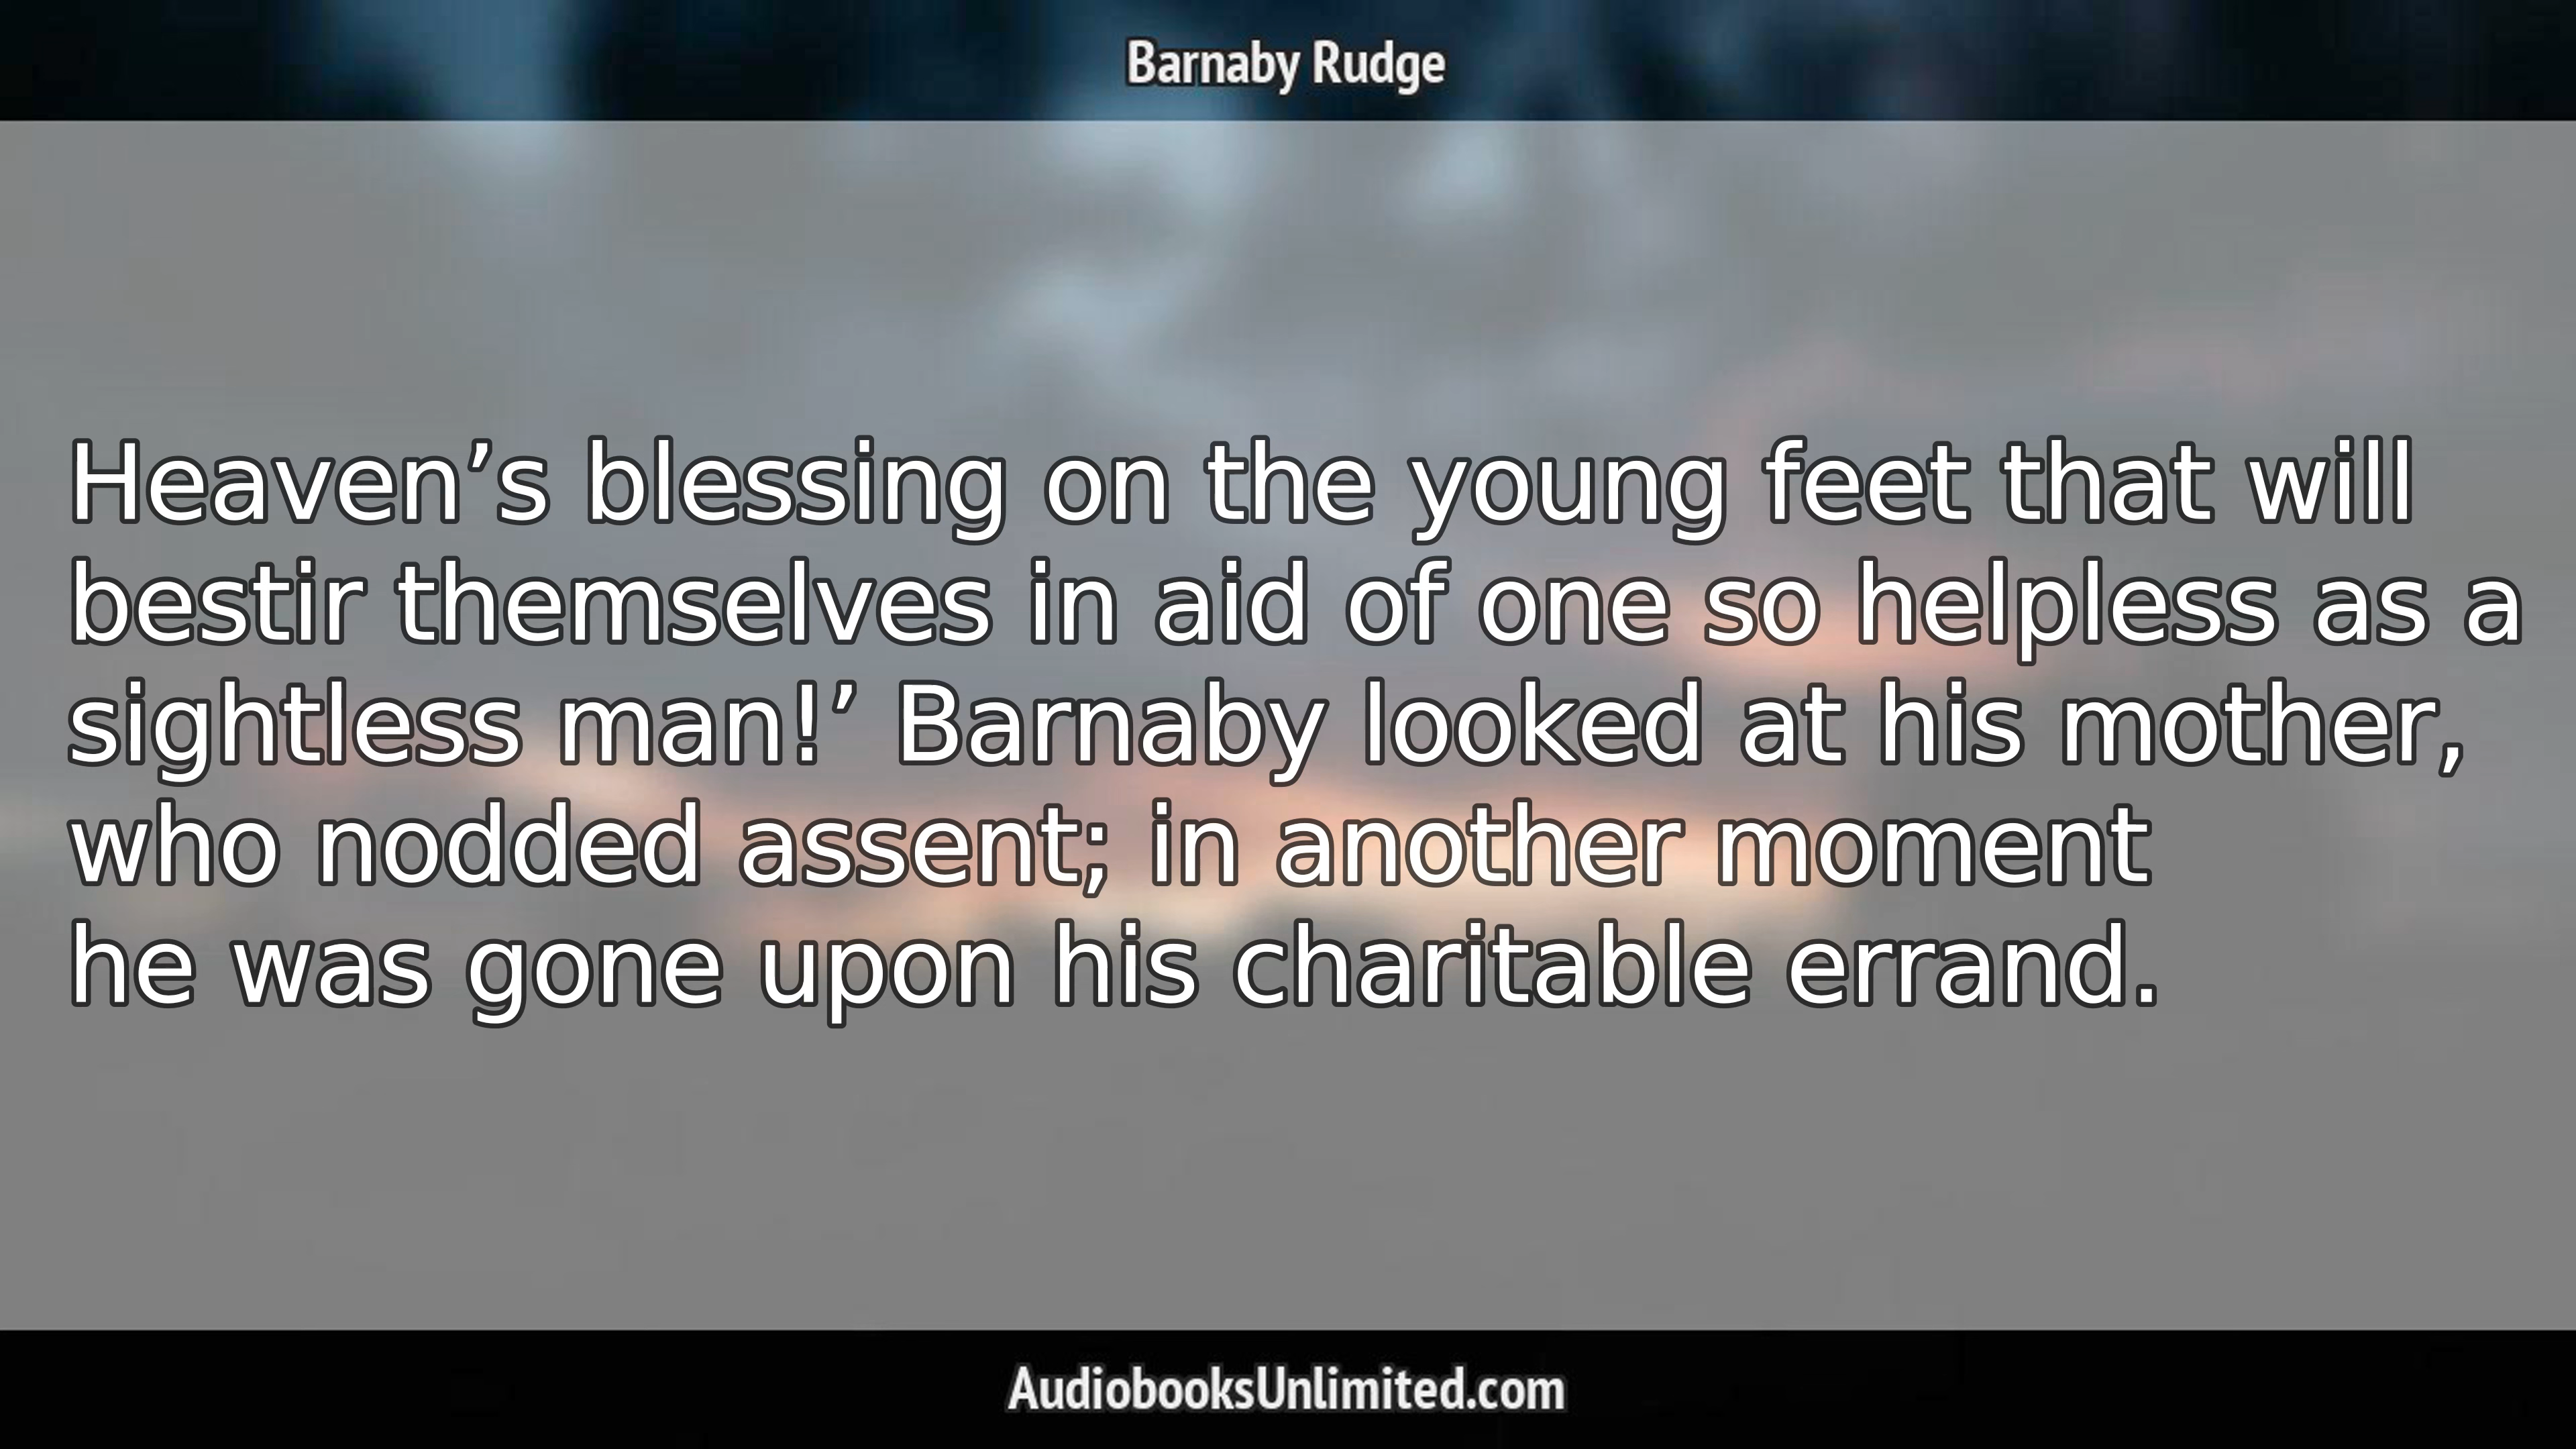 Barnaby Rudge
Heaven’s blessing on the young feet that will
bestir themselves in aid of one so helpless as a
sightless man!’ Barnaby looked at his mother,
who nodded assent; in another moment
he was gone upon his charitable errand.
AudiobooksUnlimited.com